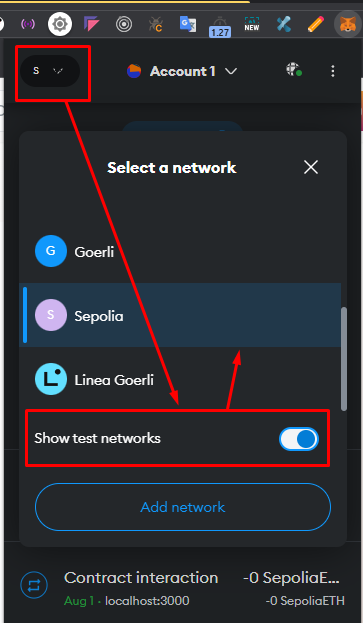 1.27
NEW
S
Account 1
Select a network
G
Goerli
S
Sepolia
L
Linea Goerli
Show test networks
Add network
Contract interaction
-0 SepoliaE...
Aug 1 · localhost:3000
-0 SepoliaETH